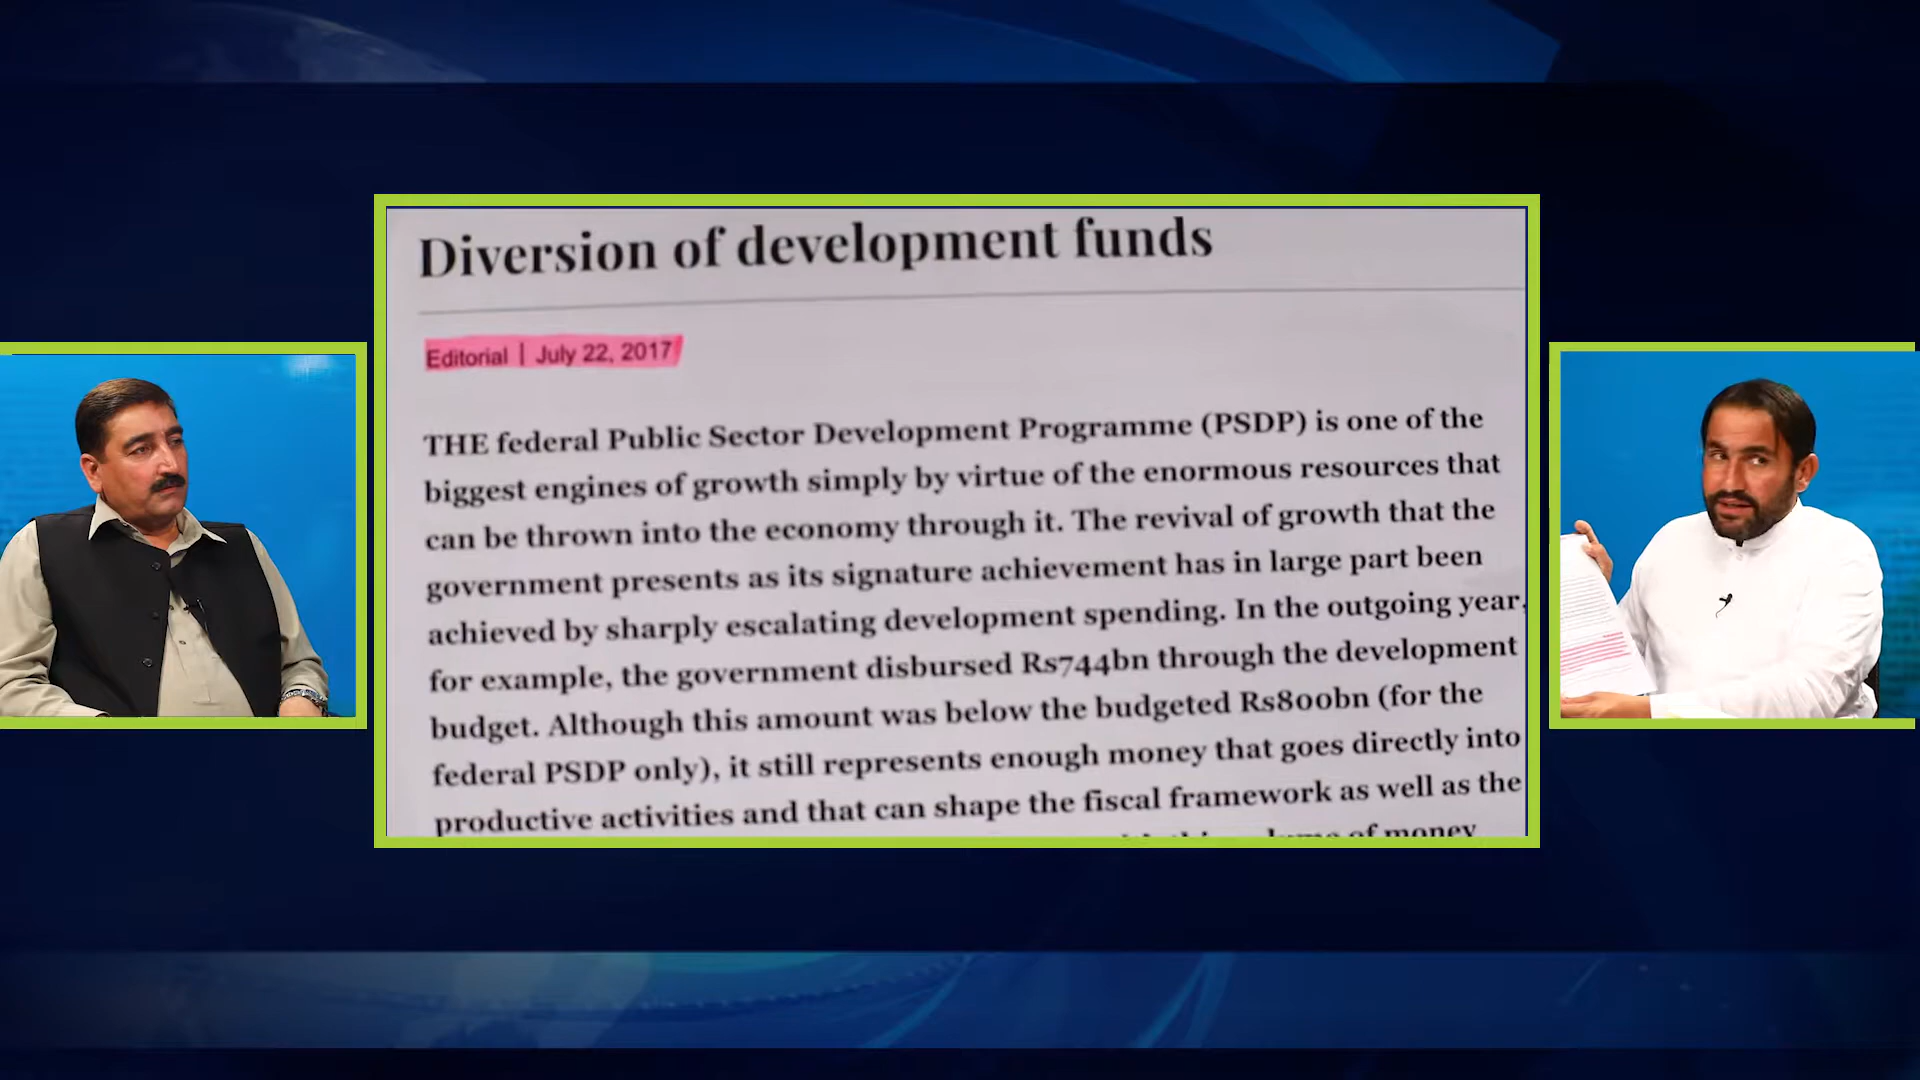 Diversion of development funds
Editorial | July 22, 2017
THE federal Public Sector Development Programme (PSDP) is one of the
biggest engines of growth simply by virtue of the enormous resources that
can be thrown into the economy through it. The revival of growth that the
government presents as its signature achievement has in large part been
achieved by sharply escalating development spending. In the outgoing year,
for example, the government disbursed Rs744bn through the development
budget. Although this amount was below the budgeted Rs800bn (for the
federal PSDP only), it still represents enough money that goes directly into
productive activities and that can shape the fiscal framework as well as the
of money